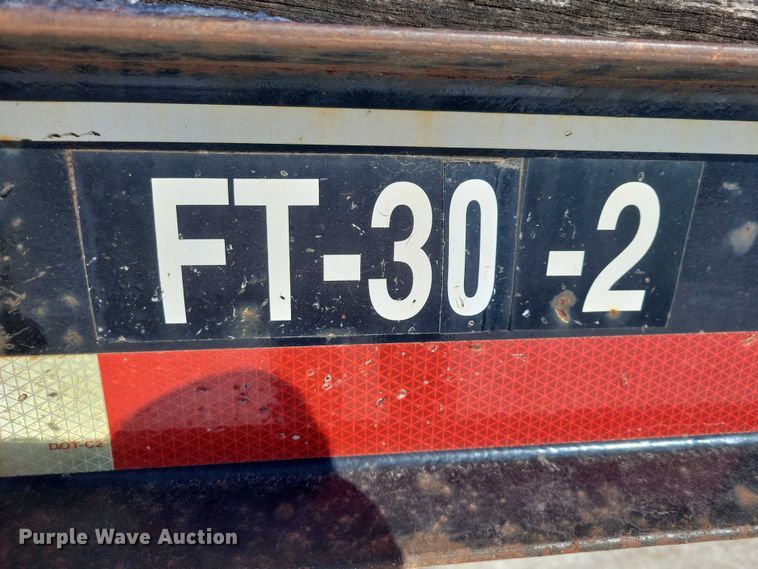 FT-30-2
DOT-C2
Purple Wave Auction